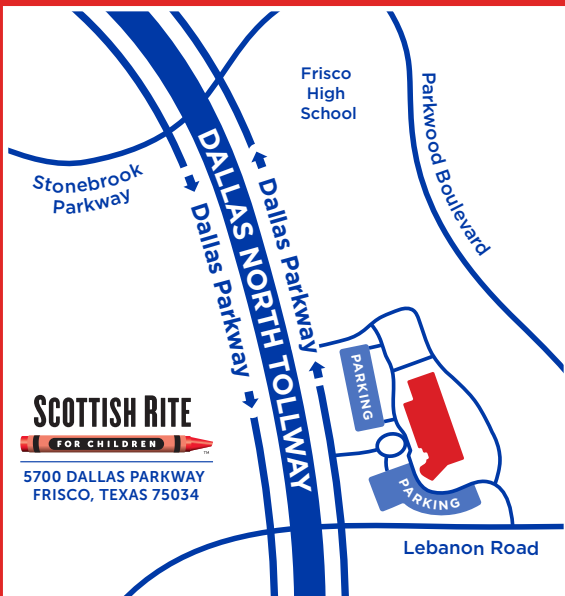 Frisco
High
School
Parkwood Boulevard
Stonebrook
Parkway
DALLAS NORTH TOLLWAY
Dallas Parkway
Dallas Parkway
PARKING
SCOTTISH RITE
FOR CHILDREN
TM
5700 DALLAS PARKWAY
FRISCO, TEXAS 75034
PARKING
Lebanon Road